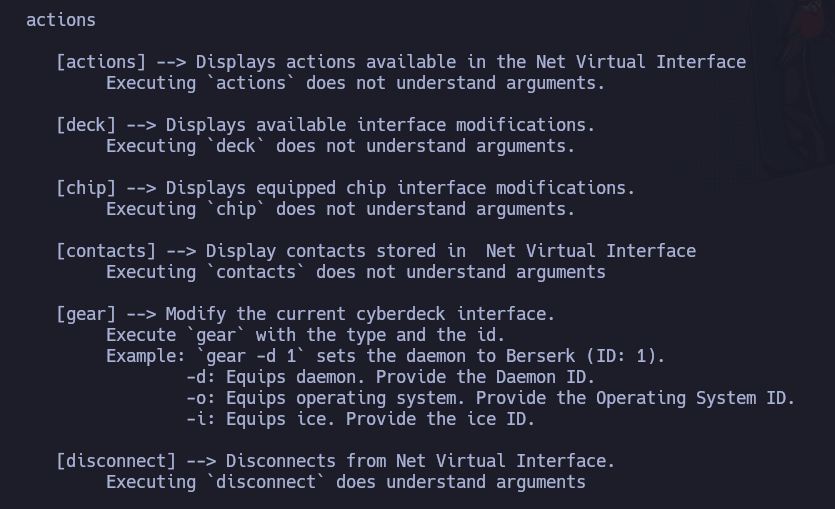 actions
[actions] --> Displays actions available in the Net Virtual Interface
Executing `actions` does not understand arguments.
[deck] --> Displays available interface modifications.
Executing `deck` does not understand arguments.
[chip] --> Displays equipped chip interface modifications.
Executing `chip` does not understand arguments.
[contacts] --> Display contacts stored in  Net Virtual Interface
Executing `contacts` does not understand arguments
[gear] --> Modify the current cyberdeck interface.
Execute `gear` with the type and the id.
Example: `gear -d 1` sets the daemon to Berserk (ID: 1).
-d: Equips daemon. Provide the Daemon ID.
-o: Equips operating system. Provide the Operating System ID.
-i: Equips ice. Provide the ice ID.
[disconnect] --> Disconnects from Net Virtual Interface.
Executing `disconnect` does understand arguments